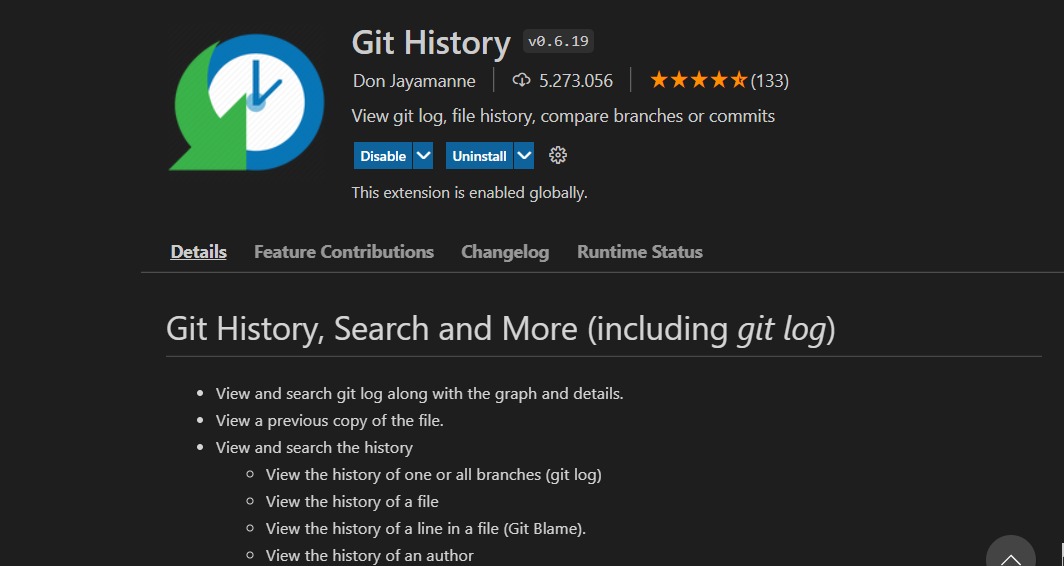 Git History v0.6.19
Don Jayamanne 5.273.056 (133)
View git log, file history, compare branches or commits
Disable Uninstall
This extension is enabled globally.
Details Feature Contributions Changelog Runtime Status
Git History, Search and More (including git log)
View and search git log along with the graph and details.
View a previous copy of the file.
View and search the history
View the history of one or all branches (git log)
View the history of a file
View the history of a line in a file (Git Blame).
View the history of an author